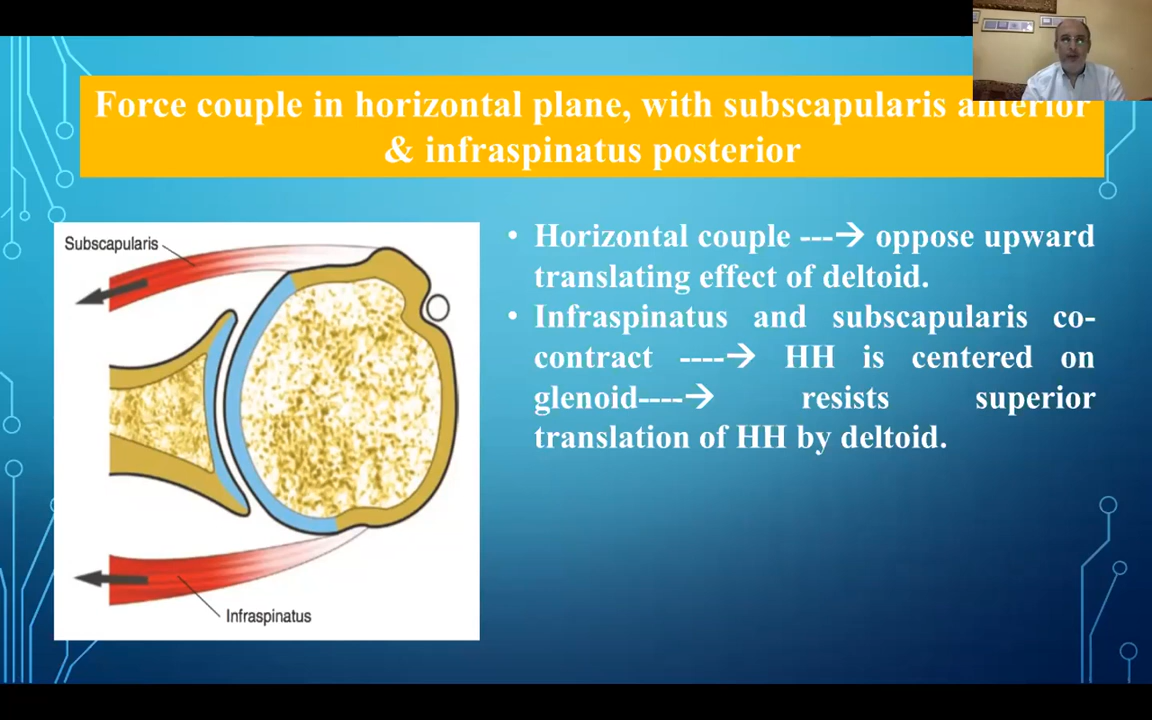 Force couple in horizontal plane, with subscapularis anterior
& infraspinatus posterior
Subscapularis
Infraspinatus
• Horizontal couple ---→ oppose upward
translating effect of deltoid.
• Infraspinatus and subscapularis co-
contract ----→ HH is centered on
glenoid----→ resists superior
translation of HH by deltoid.